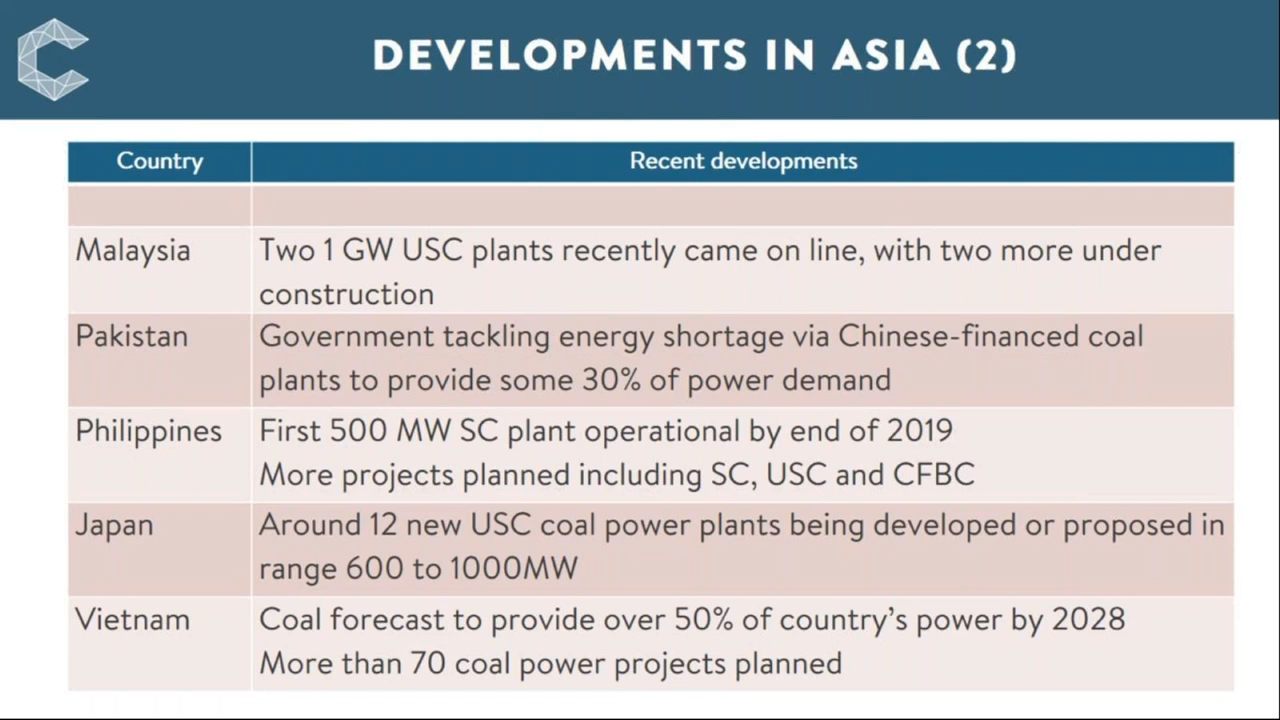 DEVELOPMENTS IN ASIA (2)
Country
Recent developments
Malaysia
Two 1 GW USC plants recently came on line, with two more under
construction
Pakistan
Government tackling energy shortage via Chinese-financed coal
plants to provide some 30% of power demand
Philippines
First 500 MW SC plant operational by end of 2019
More projects planned including SC, USC and CFBC
Japan
Around 12 new USC coal power plants being developed or proposed in
range 600 to 1000MW
Vietnam
Coal forecast to provide over 50% of country’s power by 2028
More than 70 coal power projects planned